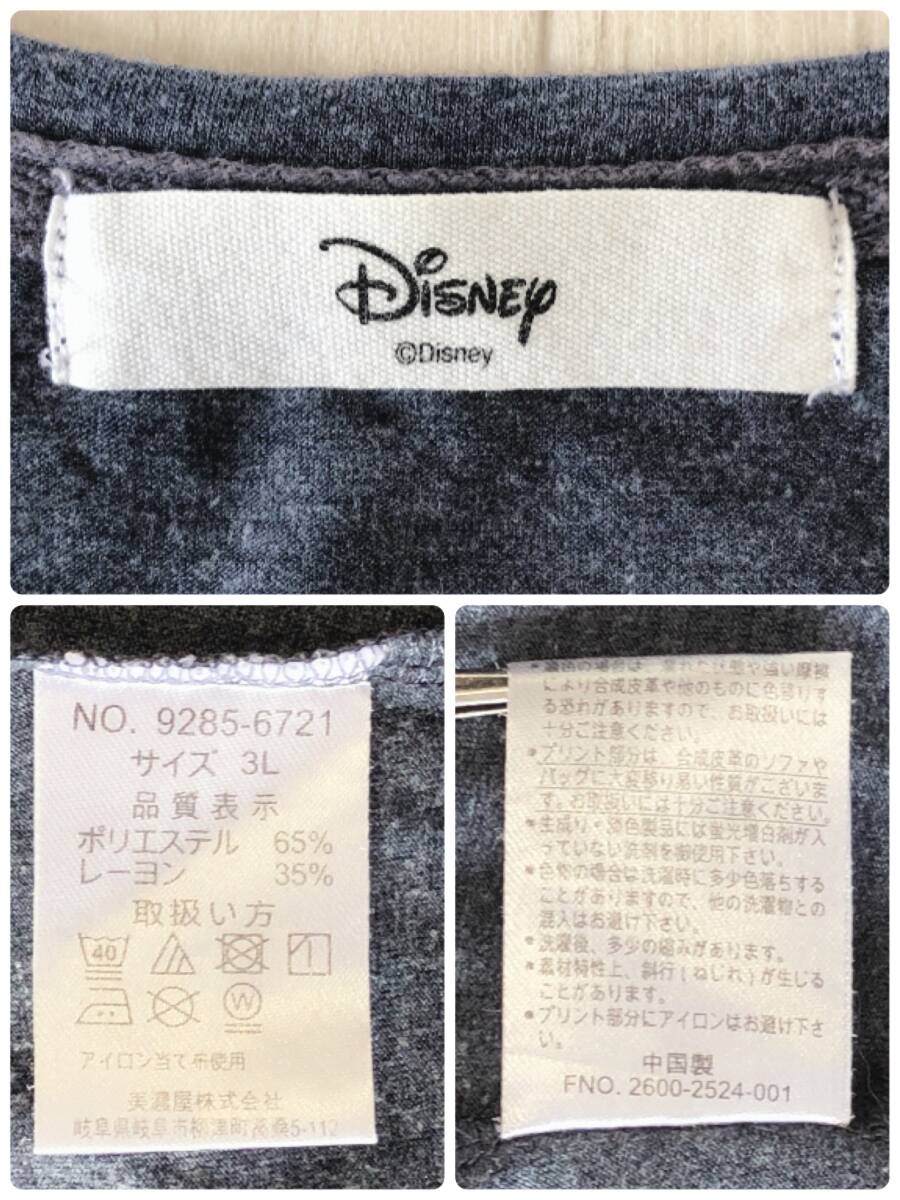 Disney
©Disney
NO. 9285-6721
サイズ 3L
品質表示
ポリエステル 65%
レーヨン 35%
取扱い方
40
W
アイロン当て布使用
美濃屋株式会社
岐阜県岐阜市柳津町高桑5-112
により合成皮革や他のものに色移りす
る恐れがありますので、お取扱いには
十分ご注意ください。
●プリント部分は、合成皮革のソファや
バッグに大変移り易い性質がございま
す。お取扱いには十分ご注意ください。
●生成り・淡色製品には蛍光増白剤が入
っていない洗剤を御使用下さい。
●色物の場合は洗濯時に多少色落ちする
ことがありますので、他の洗濯物との
混入はお避け下さい。
●洗濯後、多少の縮みがあります。
●素材特性上、斜行(ねじれ)が生じる
ことがあります。
●プリント部分にアイロンはお避け下さ
い。
中国製
FNO. 2600-2524-001